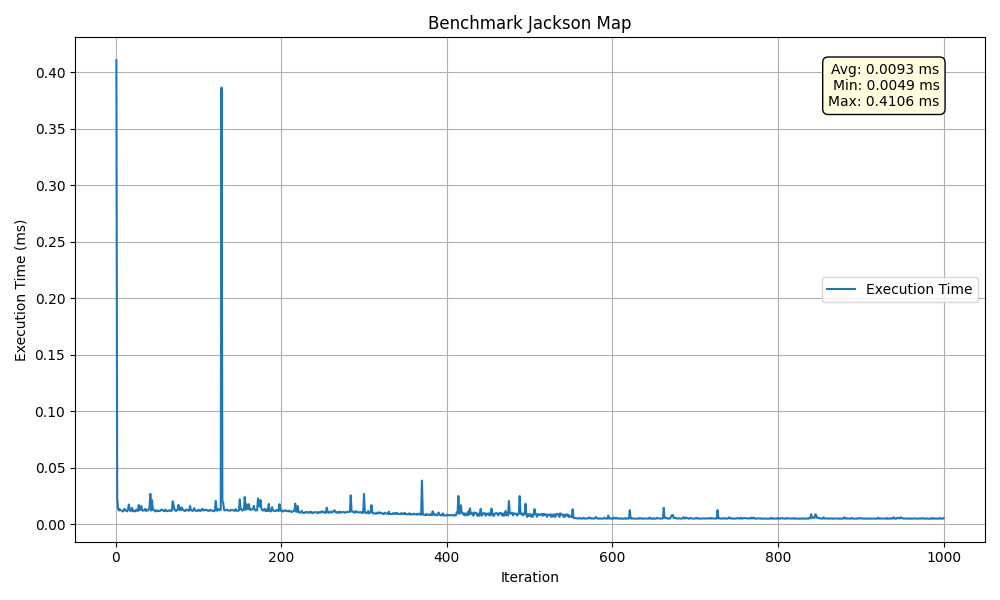 Benchmark Jackson Map
Avg: 0.0093 ms
Min: 0.0049 ms
Max: 0.4106 ms
Execution Time
Execution Time (ms)
0.40
0.35
0.30
0.25
0.20
0.15
0.10
0.05
0.00
0 200 400 600 800 1000
Iteration